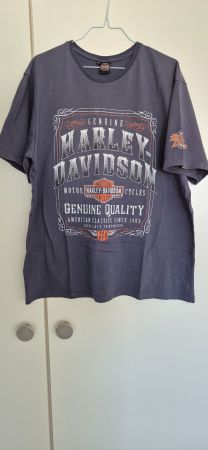 GENUINE
HARLEY-
DAVIDSON
MOTOR HARLEY-DAVIDSON CYCLES
GENUINE QUALITY
AMERICAN CLASSICS SINCE 1903